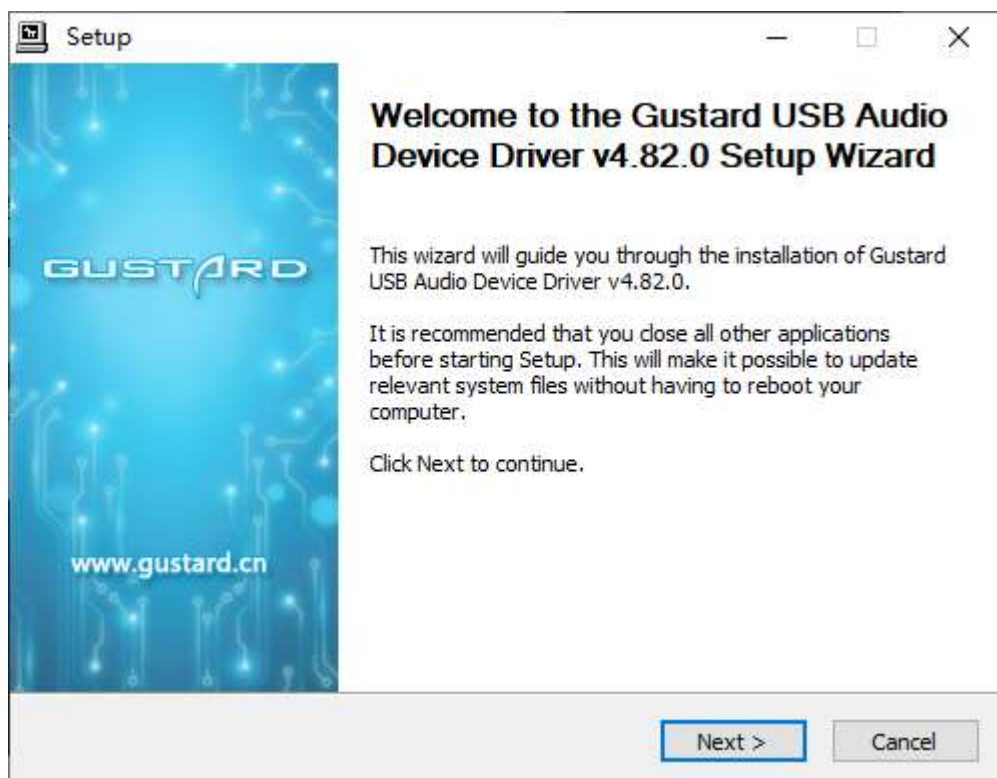 Setup
Welcome to the Gustard USB Audio
Device Driver v4.82.0 Setup Wizard
This wizard will guide you through the installation of Gustard
USB Audio Device Driver v4.82.0.
It is recommended that you close all other applications
before starting Setup. This will make it possible to update
relevant system files without having to reboot your
computer.
Click Next to continue.
GUSTARD
www.gustard.cn
Next >
Cancel